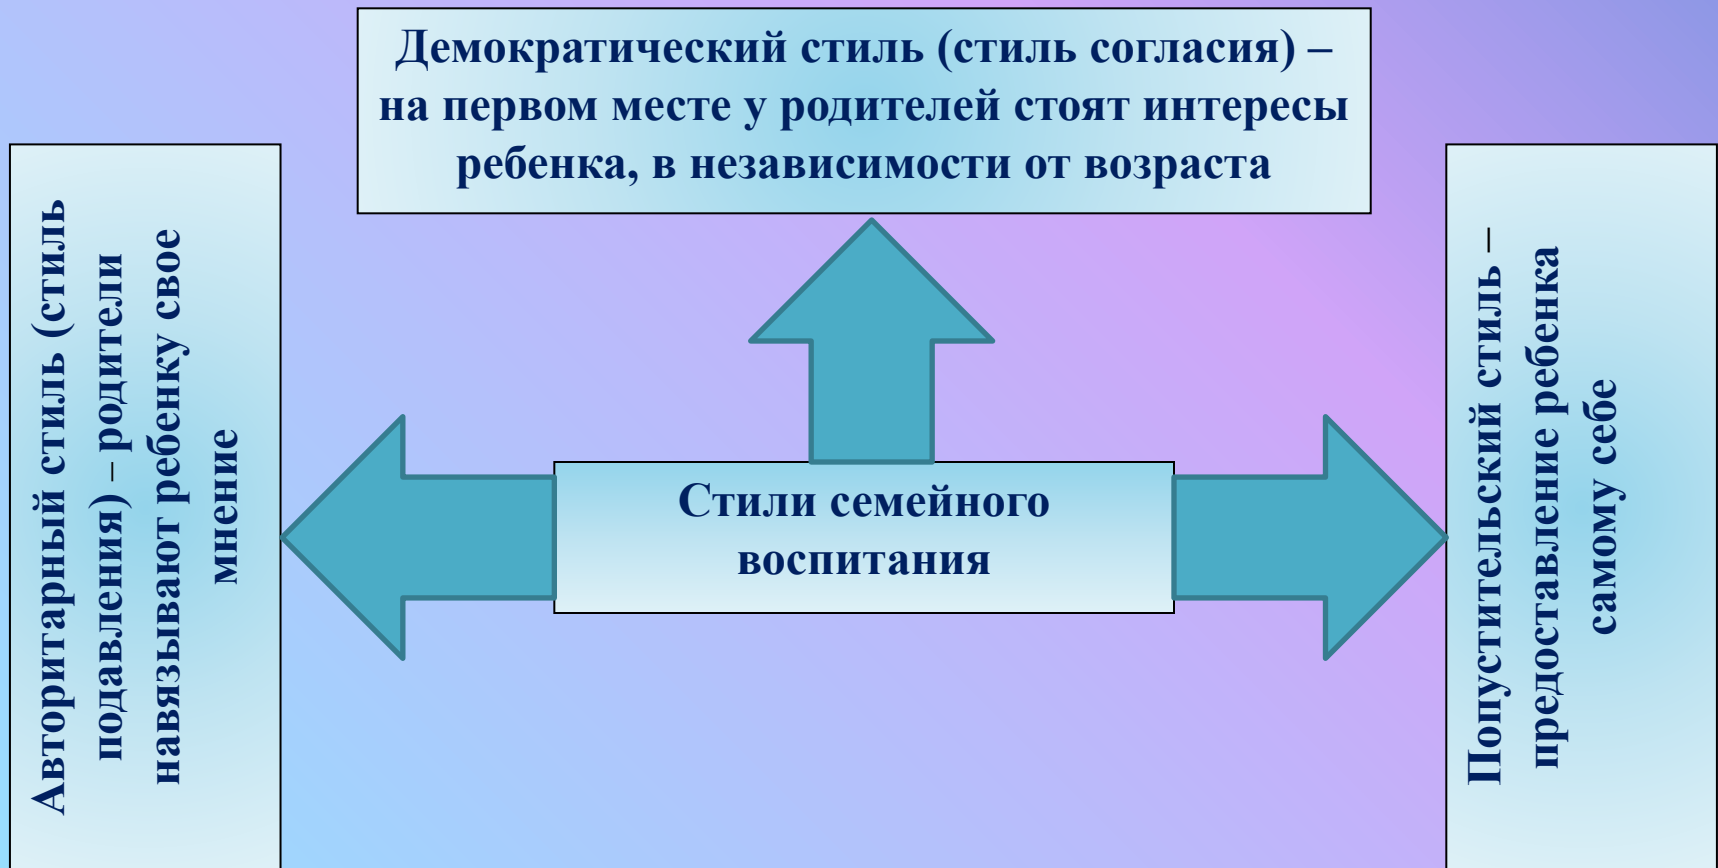 Демократический стиль (стиль согласия) –
на первом месте у родителей стоят интересы
ребенка, в независимости от возраста
Авторитарный стиль (стиль
подавления) – родители
навязывают ребенку свое
мнение
Стили семейного
воспитания
Попустительский стиль –
предоставление ребенка
самому себе